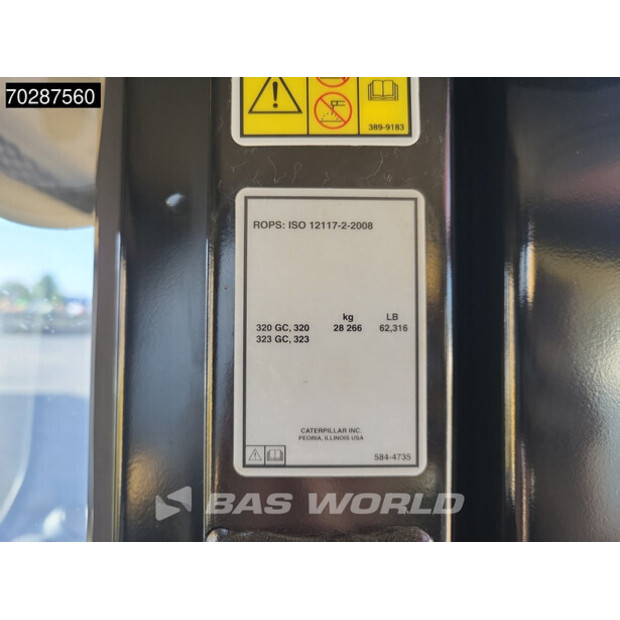 70287560
389-9183
ROPS: ISO 12117-2-2008
kg LB
320 GC, 320 28 266 62,316
323 GC, 323
CATERPILLAR INC.
PEORIA, ILLINOIS USA
584-4735
BAS WORLD